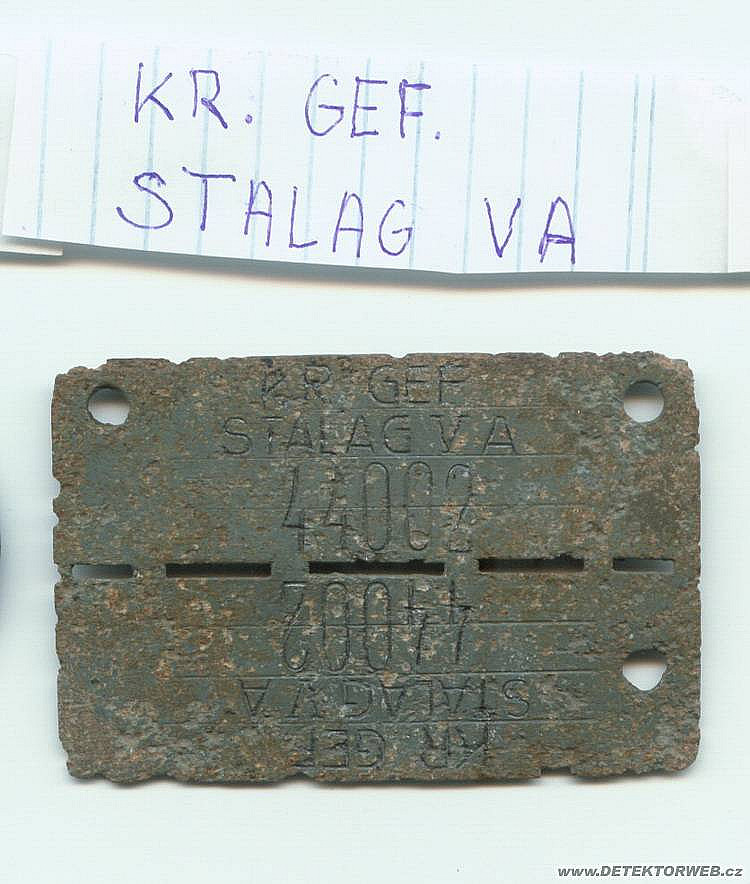 KR. GEF.
STALAG VA
KR. GEF
STALAG V A
44002
44002
STALAG V A
KR. GEF
www.DETEKTORWEB.cz